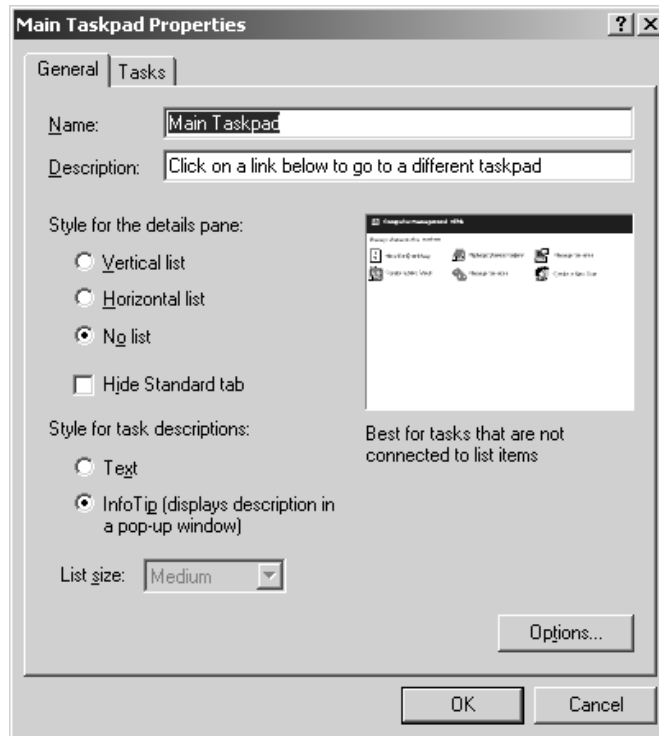 Main Taskpad Properties
General Tasks
Name: Main Taskpad
Description: Click on a link below to go to a different taskpad
Style for the details pane:
Vertical list
Horizontal list
No list
Hide Standard tab
Style for task descriptions:
Best for tasks that are not
connected to list items
Text
InfoTip (displays description in
a pop-up window)
List size: Medium
Options...
OK Cancel